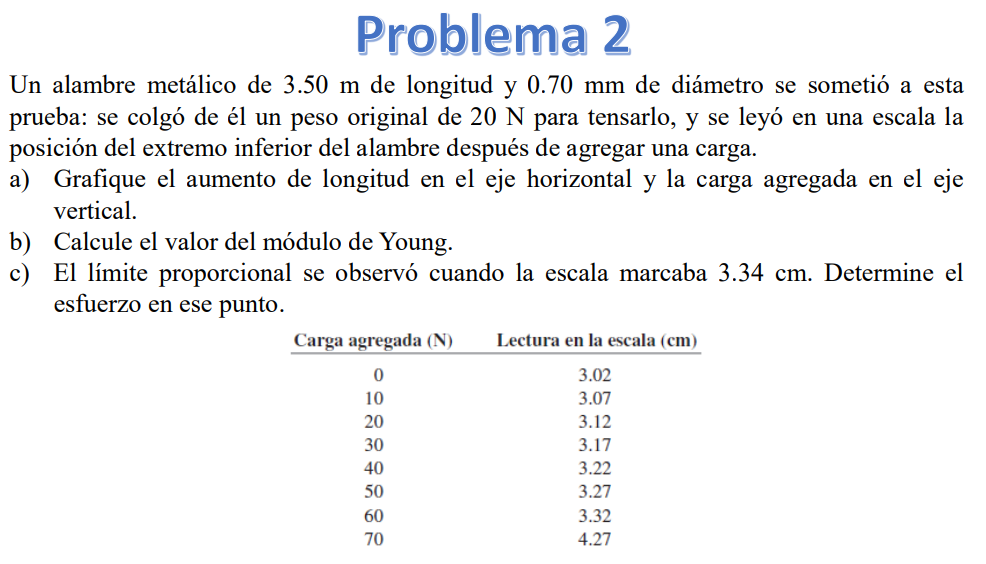 Problema 2
Un alambre metálico de 3.50 m de longitud y 0.70 mm de diámetro se sometió a esta
prueba: se colgó de él un peso original de 20 N para tensarlo, y se leyó en una escala la
posición del extremo inferior del alambre después de agregar una carga.
a) Grafique el aumento de longitud en el eje horizontal y la carga agregada en el eje
vertical.
b) Calcule el valor del módulo de Young.
c) El límite proporcional se observó cuando la escala marcaba 3.34 cm. Determine el
esfuerzo en ese punto.
Carga agregada (N) Lectura en la escala (cm)
0 3.02
10 3.07
20 3.12
30 3.17
40 3.22
50 3.27
60 3.32
70 4.27